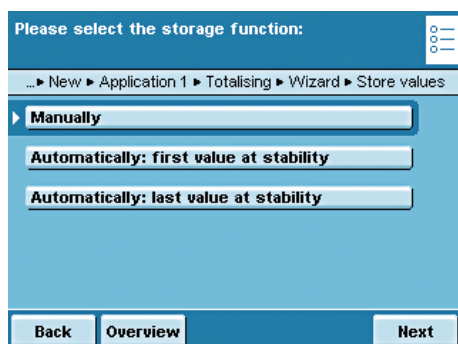 Please select the storage function:
...▸ New ▸ Application 1 ▸ Totalising ▸ Wizard ▸ Store values
Manually
Automatically: first value at stability
Automatically: last value at stability
Back Overview Next